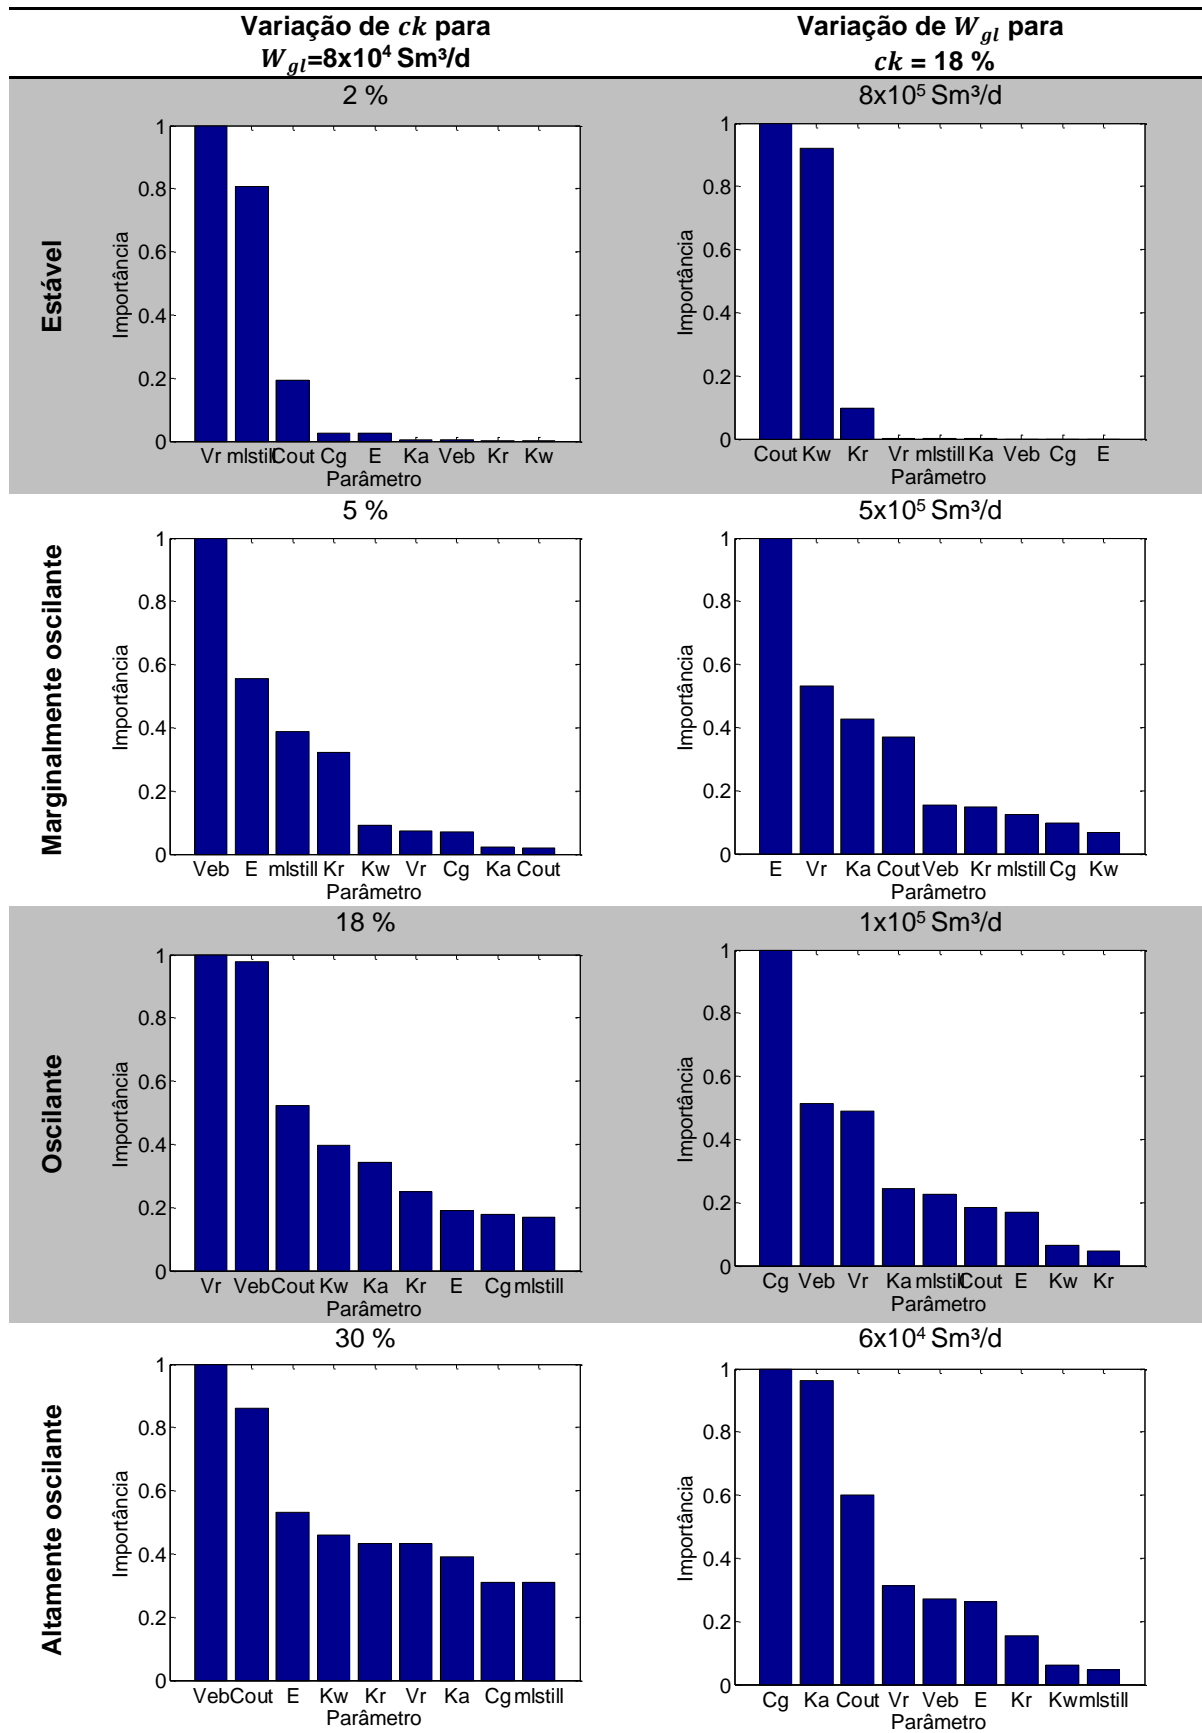 Variação de ck para
W_gl=8x10⁴ Sm³/d
Variação de W_gl para
ck = 18 %
Estável
2 %
1
0.8
0.6
0.4
0.2
0
Importância
Vr mlstill Cout Cg E Ka Veb Kr Kw
Parâmetro
8x10⁵ Sm³/d
1
0.8
0.6
0.4
0.2
0
Importância
Cout Kw Kr Vr mlstill Ka Veb Cg E
Parâmetro
Marginalmente oscilante
5 %
1
0.8
0.6
0.4
0.2
0
Importância
Veb E mlstill Kr Kw Vr Cg Ka Cout
Parâmetro
5x10⁵ Sm³/d
1
0.8
0.6
0.4
0.2
0
Importância
E Vr Ka Cout Veb Kr mlstill Cg Kw
Parâmetro
Oscilante
18 %
1
0.8
0.6
0.4
0.2
0
Importância
Vr Veb Cout Kw Ka Kr E Cg mlstill
Parâmetro
1x10⁵ Sm³/d
1
0.8
0.6
0.4
0.2
0
Importância
Cg Veb Vr Ka mlstill Cout E Kw Kr
Parâmetro
Altamente oscilante
30 %
1
0.8
0.6
0.4
0.2
0
Importância
Veb Cout E Kw Kr Vr Ka Cg mlstill
Parâmetro
6x10⁴ Sm³/d
1
0.8
0.6
0.4
0.2
0
Importância
Cg Ka Cout Vr Veb E Kr Kw mlstill
Parâmetro